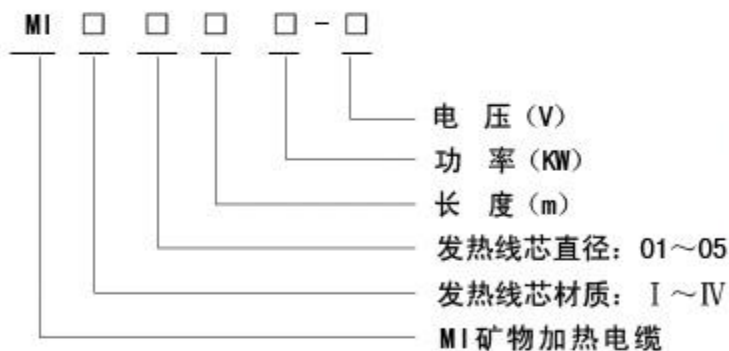 MI□ □ □ □-□
电 压（V）
功 率（KW）
长 度（m）
发热线芯直径：01～05
发热线芯材质：Ⅰ～Ⅳ
MI矿物加热电缆